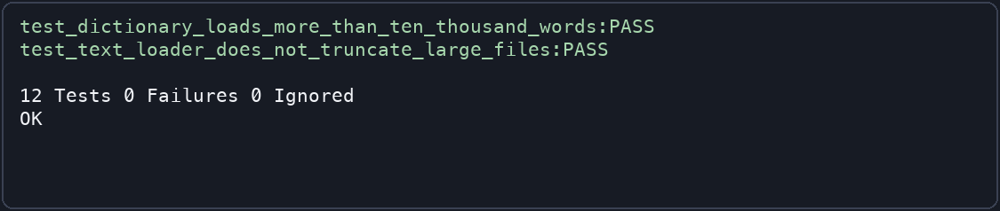 test_dictionary_loads_more_than_ten_thousand_words:PASS
test_text_loader_does_not_truncate_large_files:PASS
12 Tests 0 Failures 0 Ignored
OK